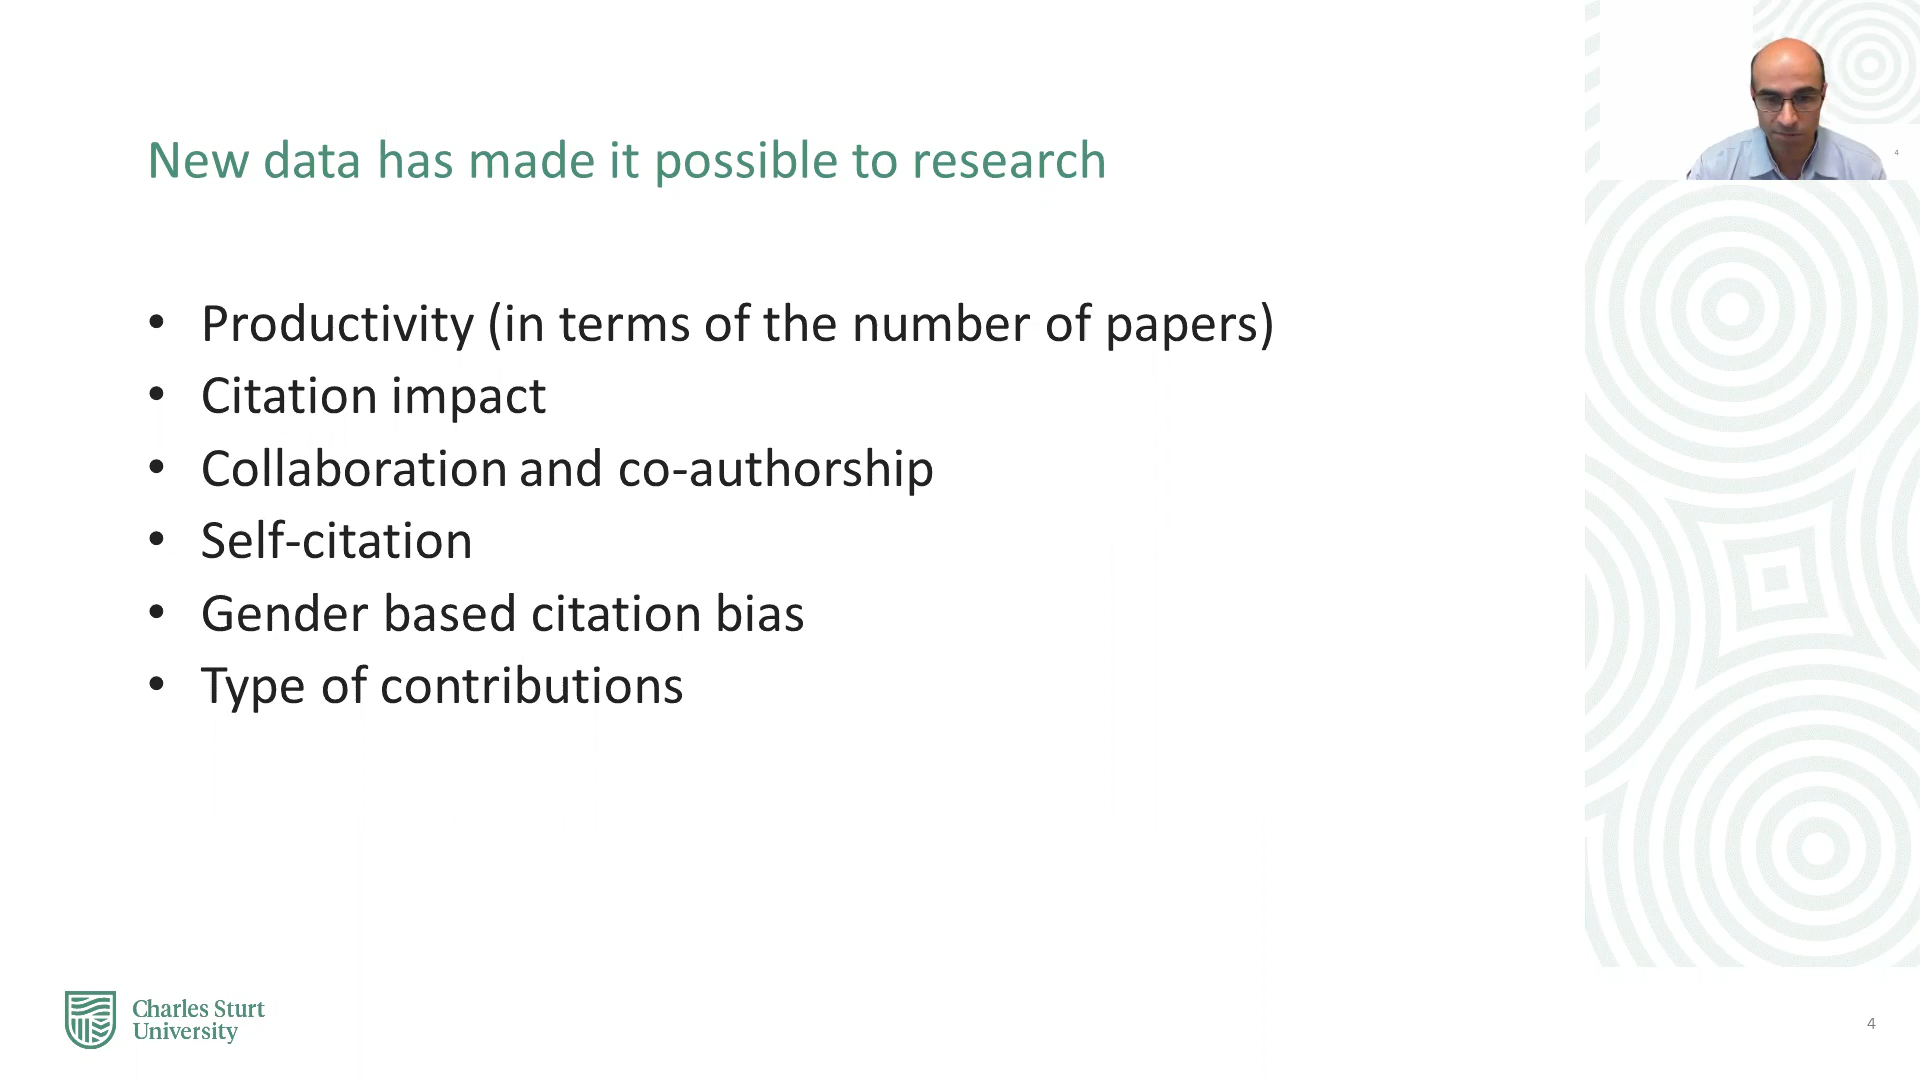 New data has made it possible to research
• Productivity (in terms of the number of papers)
• Citation impact
• Collaboration and co-authorship
• Self-citation
• Gender based citation bias
• Type of contributions
4
Charles Sturt
University
4